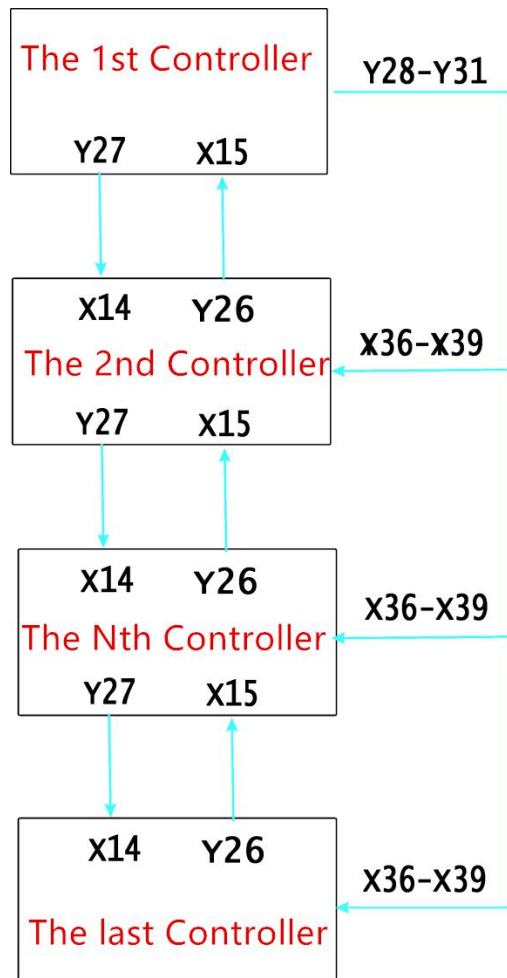 The 1st Controller
Y28-Y31
Y27 X15
X14 Y26
X36-X39
The 2nd Controller
Y27 X15
X14 Y26
X36-X39
The Nth Controller
Y27 X15
X14 Y26
X36-X39
The last Controller